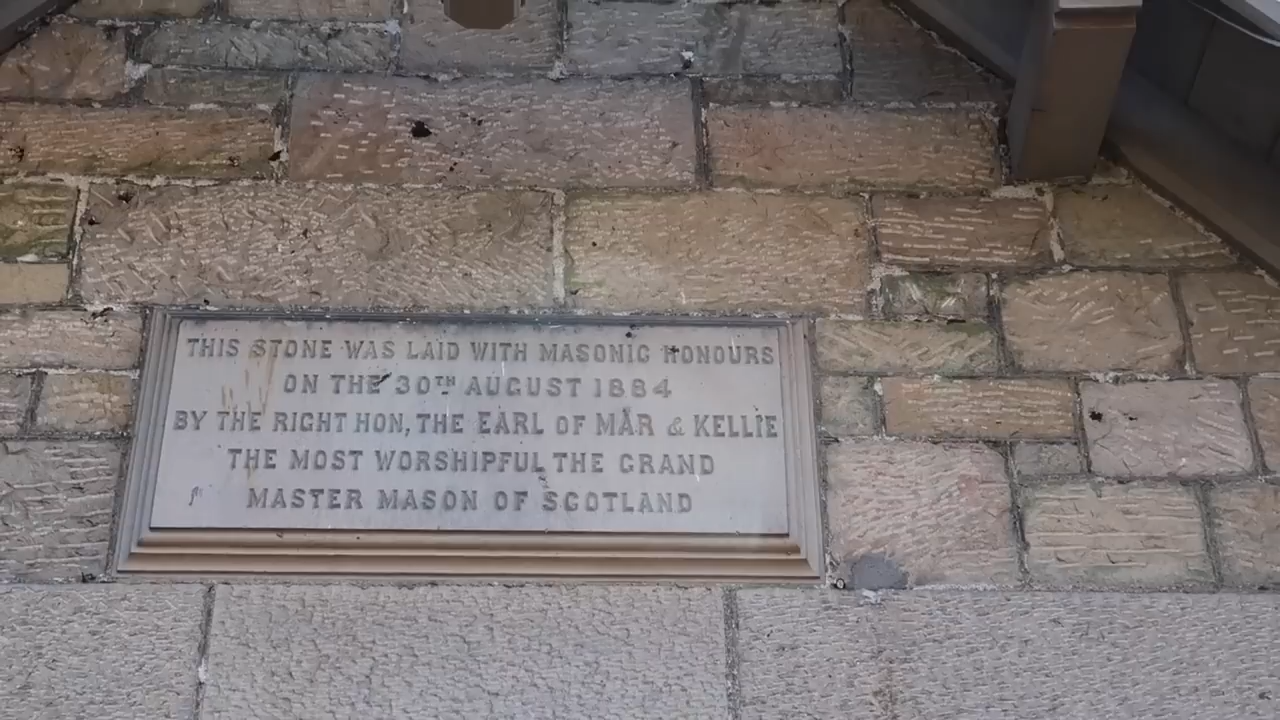 THIS STONE WAS LAID WITH MASONIC HONOURS
ON THE 30TH AUGUST 1884
BY THE RIGHT HON, THE EARL OF MAR & KELLIE
THE MOST WORSHIPFUL THE GRAND
MASTER MASON OF SCOTLAND